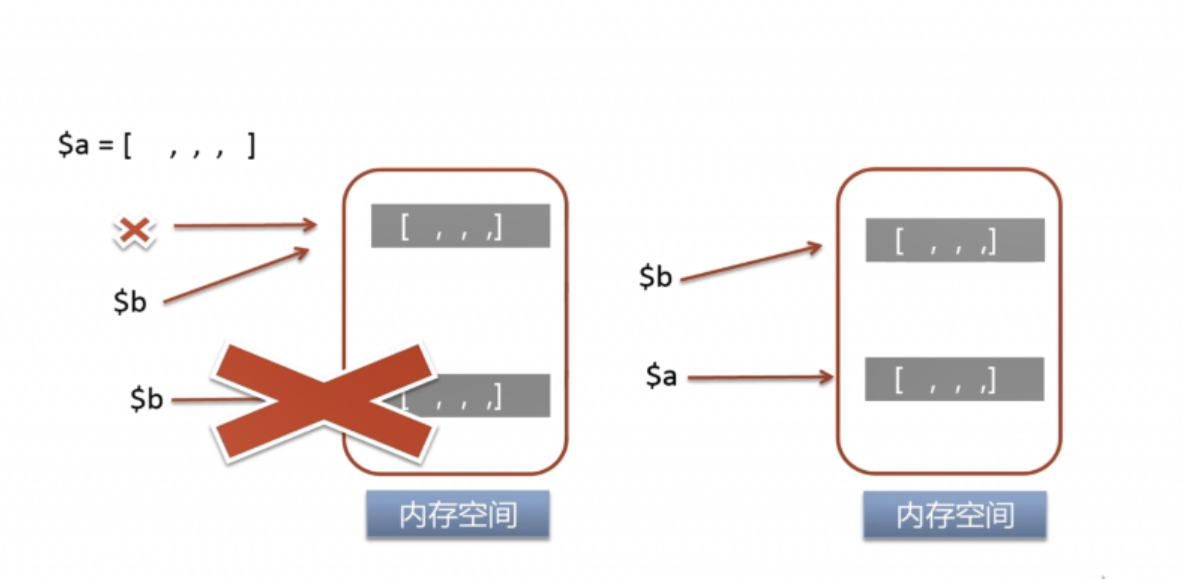 $a = [ , , , ]
[ , , ,]
$b
$b
[ , , ,]
内存空间
$b
[ , , ,]
$a
[ , , ,]
内存空间